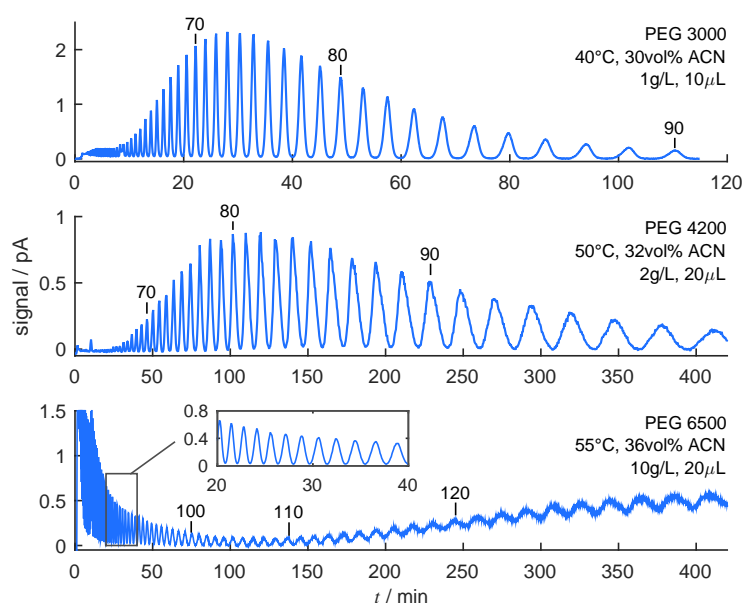 PEG 3000
40°C, 30vol% ACN
1g/L, 10μL
70
80
90
2
1
0
0 20 40 60 80 100 120
PEG 4200
50°C, 32vol% ACN
2g/L, 20μL
80
70
90
1
0.5
0
signal / pA
0 50 100 150 200 250 300 350 400
PEG 6500
55°C, 36vol% ACN
10g/L, 20μL
1.5
1
0.5
0
0.8
0.4
0
20 30 40
100
110
120
0 50 100 150 200 250 300 350 400
t / min